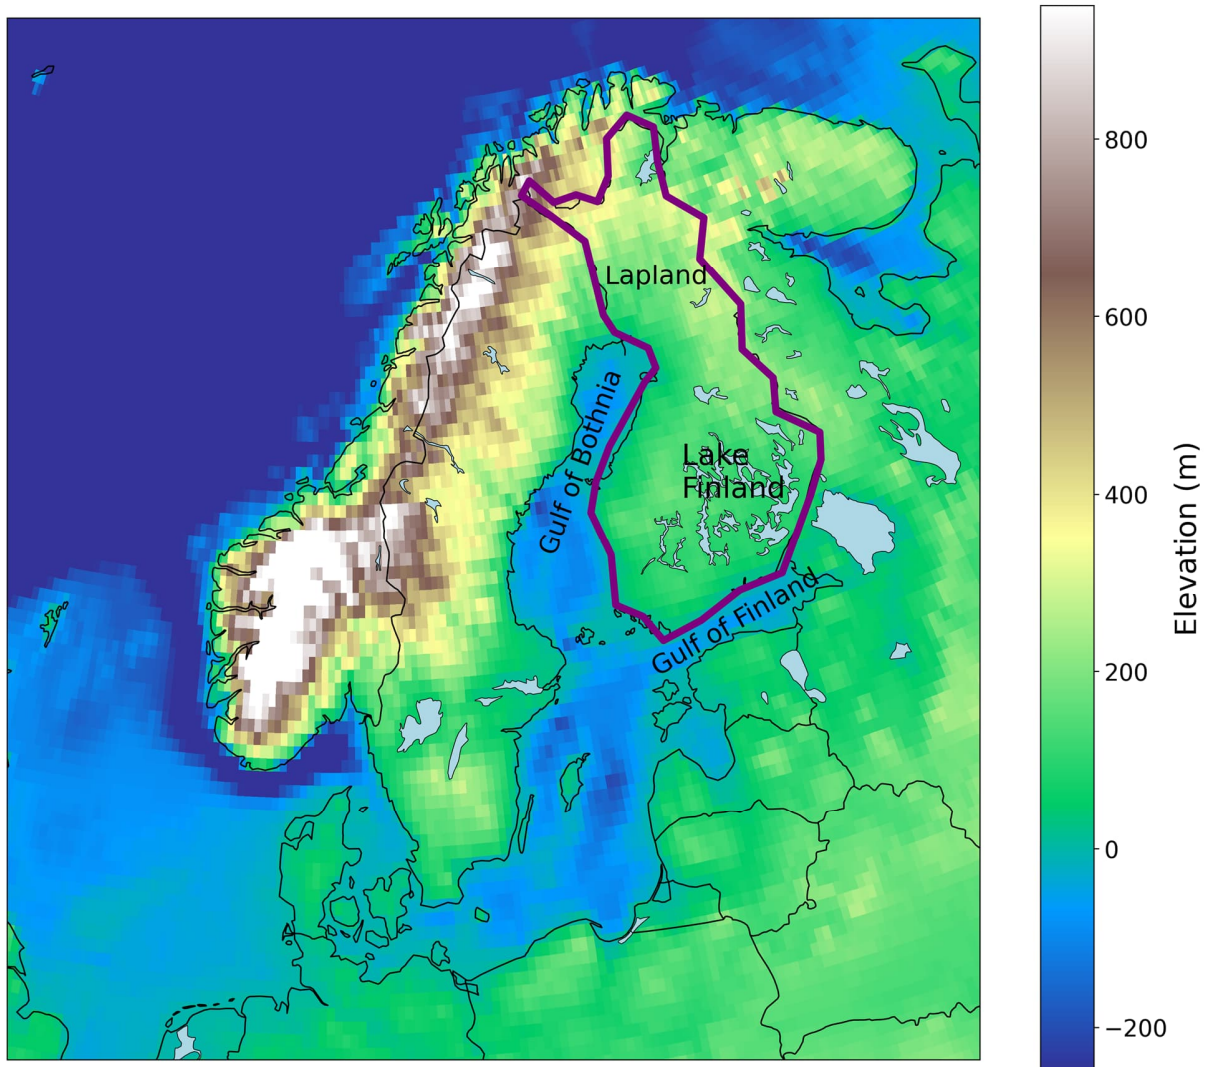 Lapland
Gulf of Bothnia
Lake
Finland
Gulf of Finland
800
600
400
200
0
−200
Elevation (m)